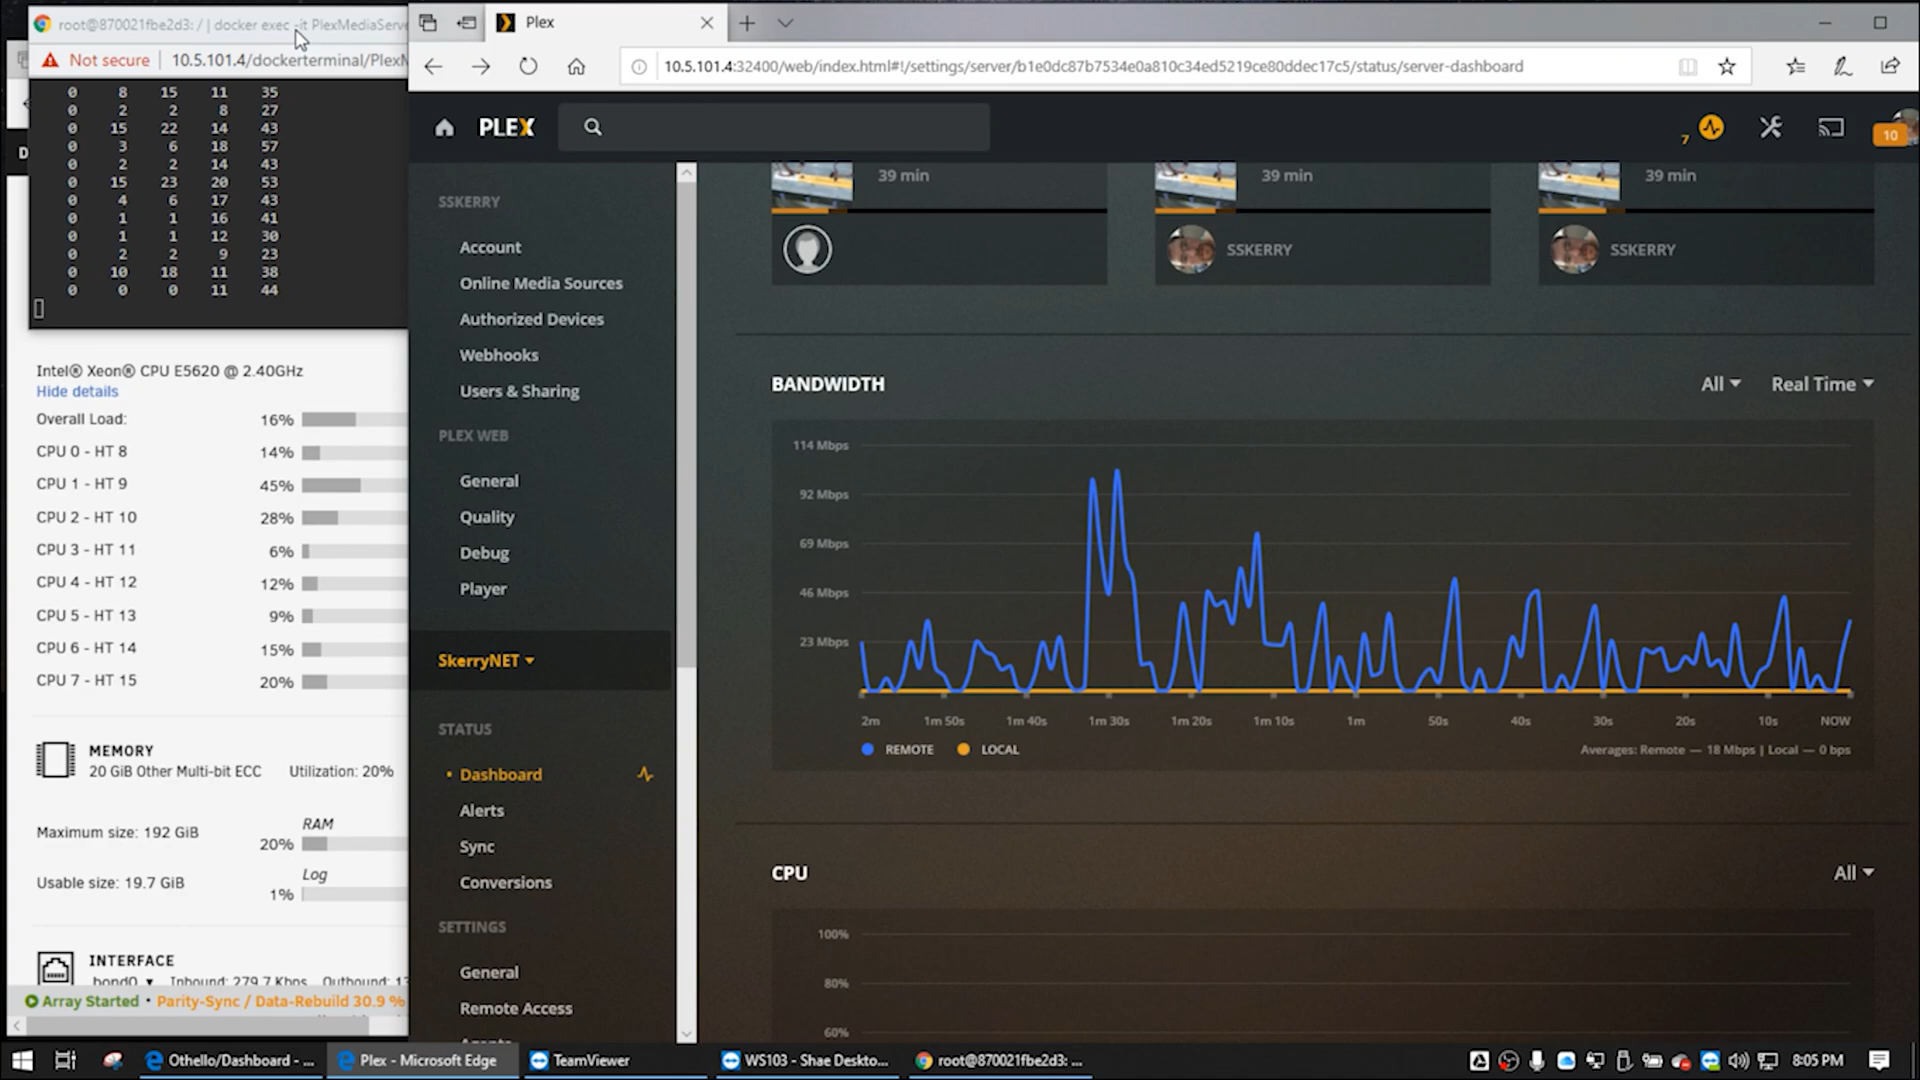 root@870021fbe2d3: / | docker exec -it PlexMediaServe
Not secure
10.5.101.4/dockerterminal/PlexM
0 8 15 11 35
0 2 2 8 27
0 15 22 14 43
0 3 6 18 57
0 2 2 14 43
0 15 23 20 53
0 4 6 17 43
0 1 1 16 41
0 1 1 12 30
0 2 2 9 23
0 10 18 11 38
0 0 0 11 44
D
Intel® Xeon® CPU E5620 @ 2.40GHz
Hide details
Overall Load: 16%
CPU 0 - HT 8 14%
CPU 1 - HT 9 45%
CPU 2 - HT 10 28%
CPU 3 - HT 11 6%
CPU 4 - HT 12 12%
CPU 5 - HT 13 9%
CPU 6 - HT 14 15%
CPU 7 - HT 15 20%
MEMORY
20 GiB Other Multi-bit ECC Utilization: 20%
RAM
Maximum size: 192 GiB 20%
Log
Usable size: 19.7 GiB 1%
INTERFACE
bond0 Inbound: 279.7 Kbps Outbound: 13
Array Started • Parity-Sync / Data-Rebuild 30.9 %
Plex
10.5.101.4:32400/web/index.html#!/settings/server/b1e0dc87b7534e0a810c34ed5219ce80ddec17c5/status/server-dashboard
PLEX
7
10
SSKERRY
Account
Online Media Sources
Authorized Devices
Webhooks
Users & Sharing
PLEX WEB
General
Quality
Debug
Player
SkerryNET
STATUS
Dashboard
Alerts
Sync
Conversions
SETTINGS
General
Remote Access
39 min
39 min
39 min
SSKERRY
SSKERRY
BANDWIDTH
All
Real Time
114 Mbps
92 Mbps
69 Mbps
46 Mbps
23 Mbps
2m 1m 50s 1m 40s 1m 30s 1m 20s 1m 10s 1m 50s 40s 30s 20s 10s NOW
REMOTE LOCAL
Averages: Remote — 18 Mbps | Local — 0 bps
CPU
All
100%
80%
60%
Othello/Dashboard - ...
Plex - Microsoft Edge
TeamViewer
WS103 - Shae Deskto...
root@870021fbe2d3: ...
8:05 PM